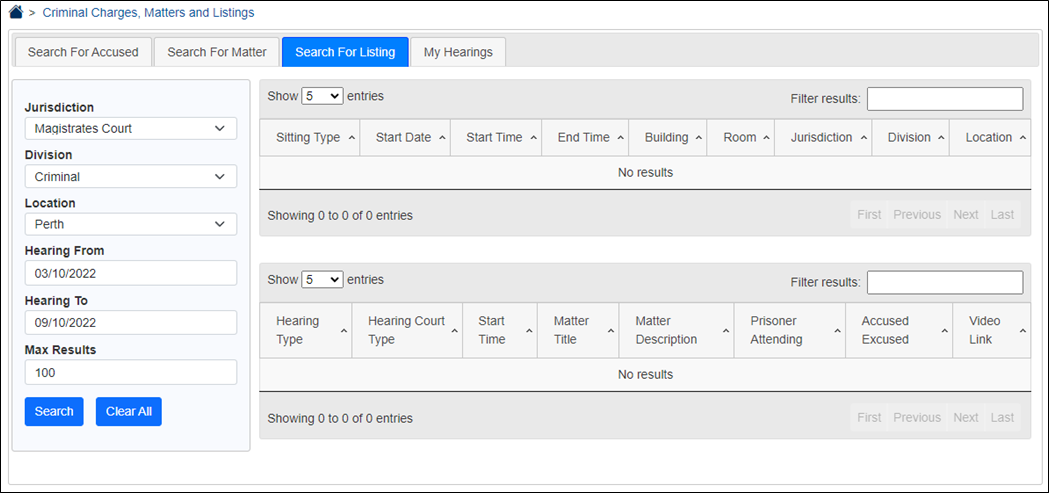 > Criminal Charges, Matters and Listings
Search For Accused Search For Matter Search For Listing My Hearings
Jurisdiction
Magistrates Court
Division
Criminal
Location
Perth
Hearing From
03/10/2022
Hearing To
09/10/2022
Max Results
100
Search Clear All
Show 5 entries Filter results:
Sitting Type Start Date Start Time End Time Building Room Jurisdiction Division Location
No results
Showing 0 to 0 of 0 entries First Previous Next Last
Show 5 entries Filter results:
Hearing Type Hearing Court Type Start Time Matter Title Matter Description Prisoner Attending Accused Excused Video Link
No results
Showing 0 to 0 of 0 entries First Previous Next Last